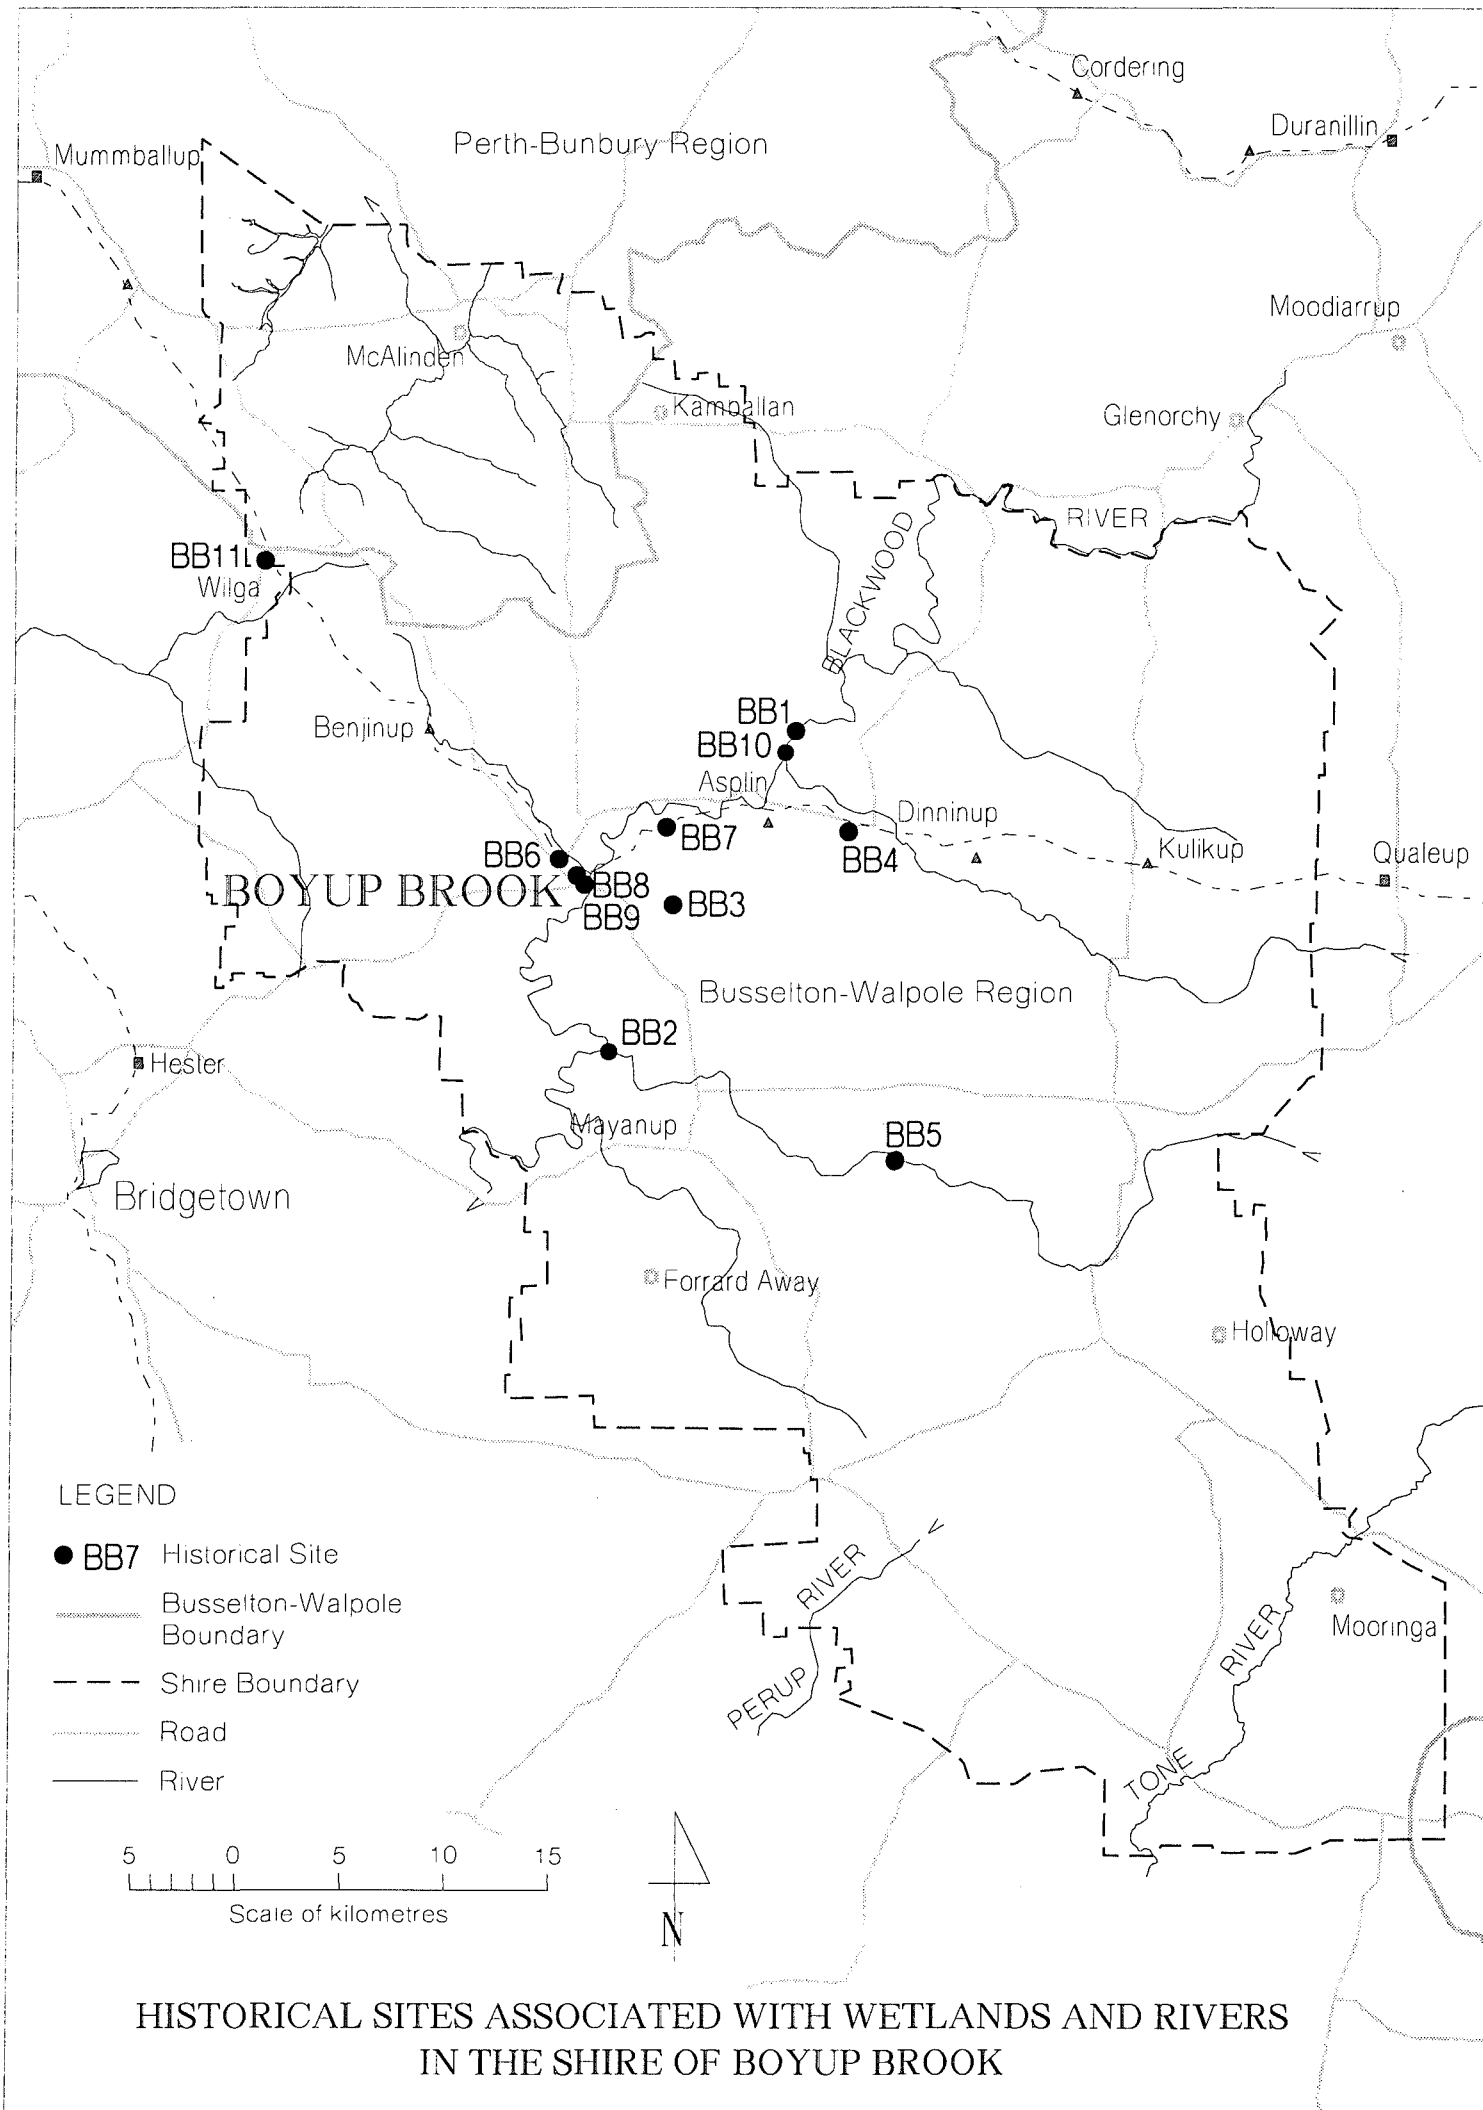 Cordering
Duranillin
Perth-Bunbury Region
Mummballup
Moodiarrup
McAlinden
Kampallan
Glenorchy
RIVER
BLACKWOOD
BB11
Wilga
BB1
Benjinup
BB10
Asplin
Dinninup
BB7
BB4
Kulikup
Qualeup
BB6
BOYUP BROOK
BB8
BB9
BB3
Busselton-Walpole Region
BB2
Hester
Mayanup
BB5
Bridgetown
Forrard Away
Holloway
LEGEND
BB7 Historical Site
Busselton-Walpole
Boundary
Shire Boundary
Road
River
RIVER
PERUP
RIVER
TONE
Mooringa
5 0 5 10 15
Scale of kilometres
N
HISTORICAL SITES ASSOCIATED WITH WETLANDS AND RIVERS
IN THE SHIRE OF BOYUP BROOK